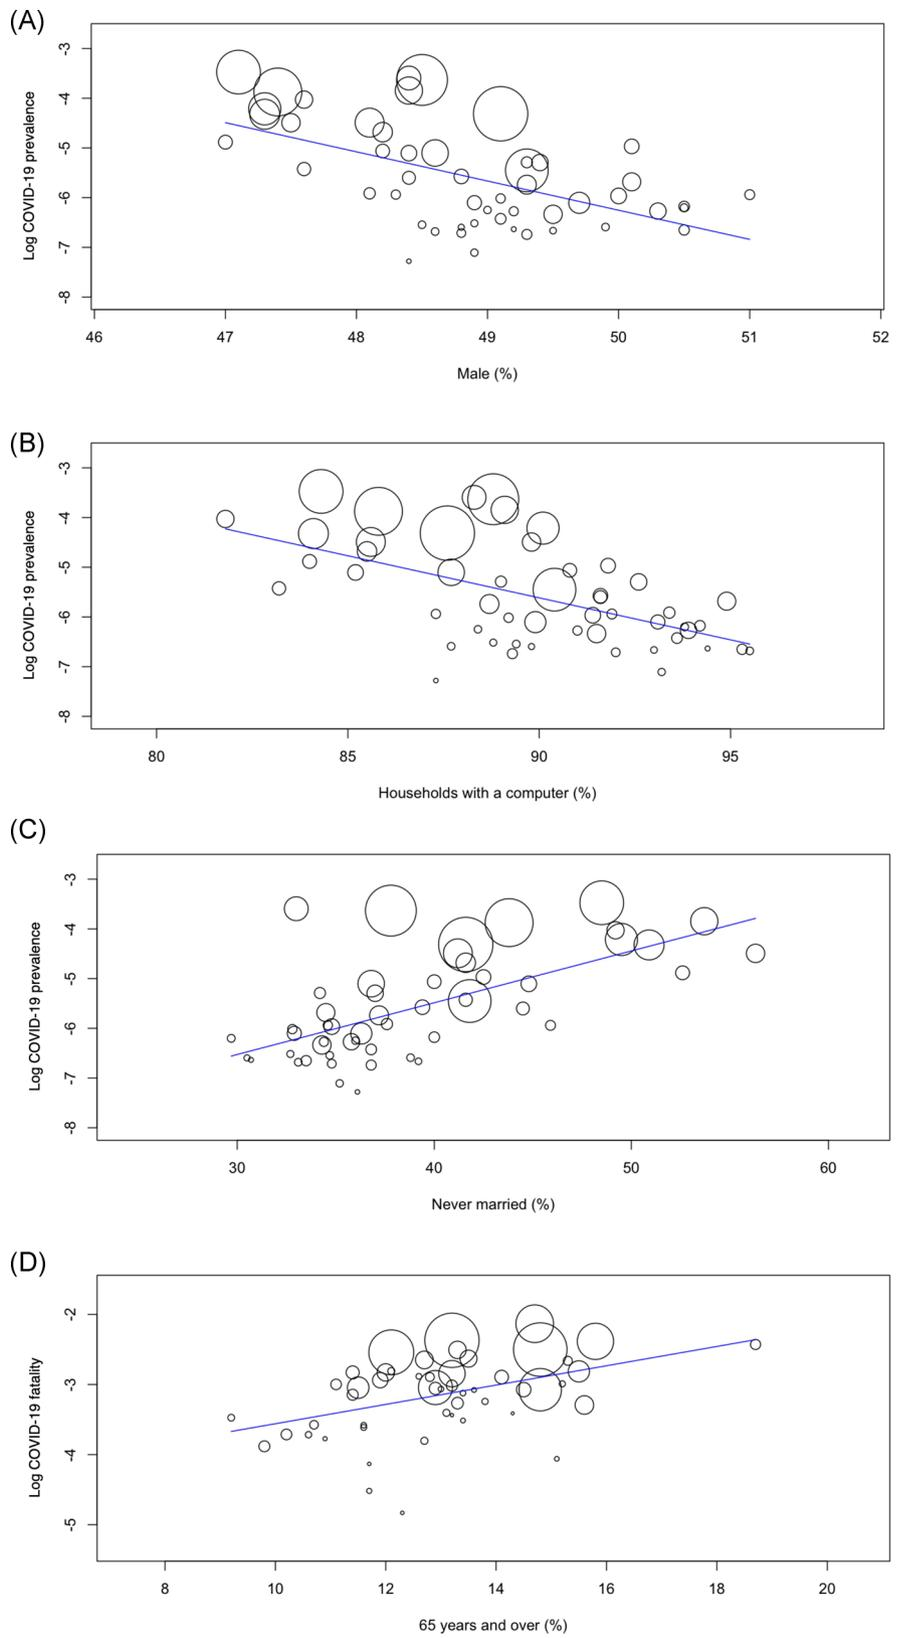 (A)
-3
-4
-5
-6
-7
-8
Log COVID-19 prevalence
46 47 48 49 50 51 52
Male (%)
(B)
-3
-4
-5
-6
-7
-8
Log COVID-19 prevalence
80 85 90 95
Households with a computer (%)
(C)
-3
-4
-5
-6
-7
-8
Log COVID-19 prevalence
30 40 50 60
Never married (%)
(D)
-2
-3
-4
-5
Log COVID-19 fatality
8 10 12 14 16 18 20
65 years and over (%)